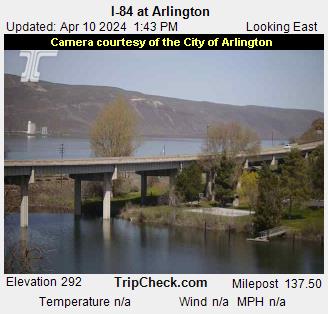 I-84 at Arlington
Updated: Apr 10 2024 1:43 PM Looking East
Camera courtesy of the City of Arlington
Elevation 292 TripCheck.com Milepost 137.50
Temperature n/a Wind n/a MPH n/a